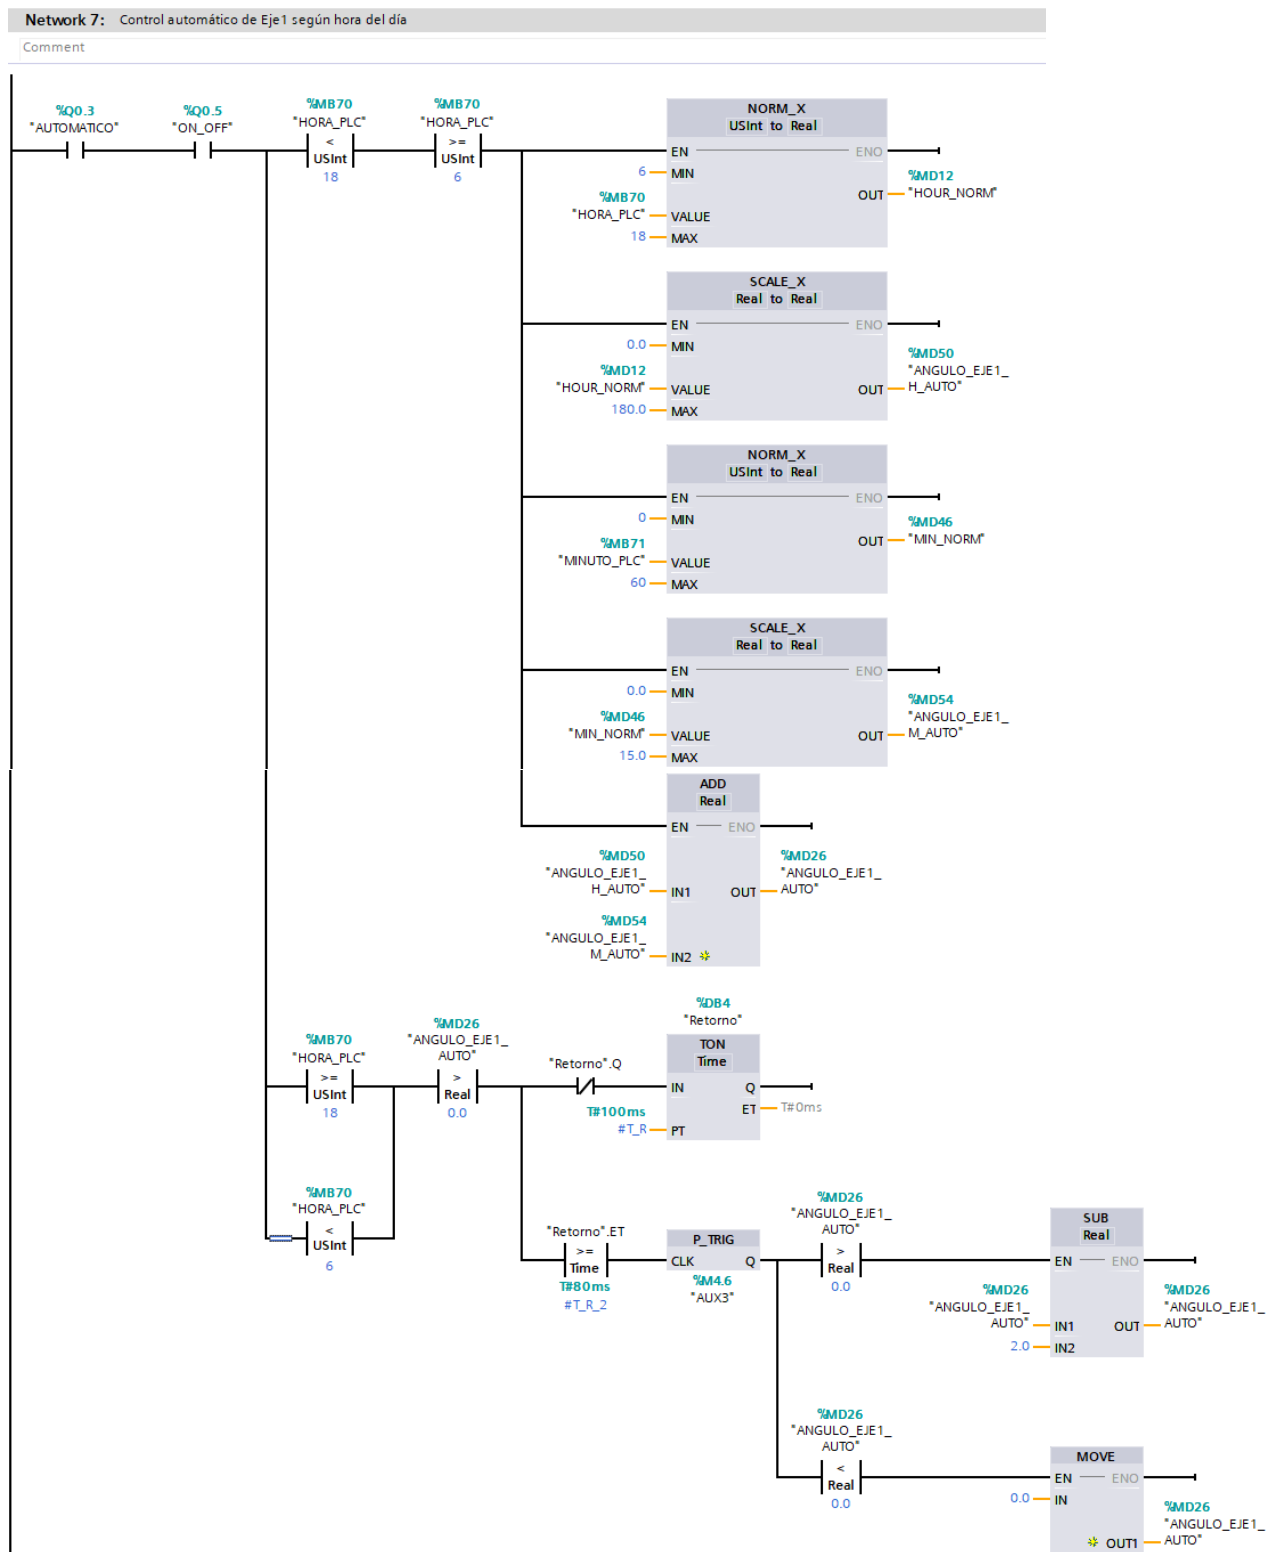 Network 7: Control automático de Eje1 según hora del día
Comment
%Q0.3
"AUTOMATICO"
%Q0.5
"ON_OFF"
%MB70
"HORA_PLC"
<
USInt
18
%MB70
"HORA_PLC"
>=
USInt
6
NORM_X
USInt to Real
EN
ENO
6
MIN
%MB70
"HORA_PLC"
VALUE
18
MAX
OUT
%MD12
"HOUR_NORM"
SCALE_X
Real to Real
EN
ENO
0.0
MIN
%MD12
"HOUR_NORM"
VALUE
180.0
MAX
OUT
%MD50
"ANGULO_EJE1_
H_AUTO"
NORM_X
USInt to Real
EN
ENO
0
MIN
%MB71
"MINUTO_PLC"
VALUE
60
MAX
OUT
%MD46
"MIN_NORM"
SCALE_X
Real to Real
EN
ENO
0.0
MIN
%MD46
"MIN_NORM"
VALUE
15.0
MAX
OUT
%MD54
"ANGULO_EJE1_
M_AUTO"
ADD
Real
EN
ENO
%MD50
"ANGULO_EJE1_
H_AUTO"
IN1
%MD54
"ANGULO_EJE1_
M_AUTO"
IN2
OUT
%MD26
"ANGULO_EJE1_
AUTO"
%MB70
"HORA_PLC"
>=
USInt
18
%MD26
"ANGULO_EJE1_
AUTO"
>
Real
0.0
"Retorno".Q
%DB4
"Retorno"
TON
Time
IN
Q
ET
T#0ms
T#100ms
#T_R
PT
%MB70
"HORA_PLC"
<
USInt
6
"Retorno".ET
>=
Time
T#80ms
#T_R_2
P_TRIG
CLK
Q
%M4.6
"AUX3"
%MD26
"ANGULO_EJE1_
AUTO"
>
Real
0.0
SUB
Real
EN
ENO
%MD26
"ANGULO_EJE1_
AUTO"
IN1
2.0
IN2
OUT
%MD26
"ANGULO_EJE1_
AUTO"
%MD26
"ANGULO_EJE1_
AUTO"
<
Real
0.0
MOVE
EN
ENO
0.0
IN
OUT1
%MD26
"ANGULO_EJE1_
AUTO"